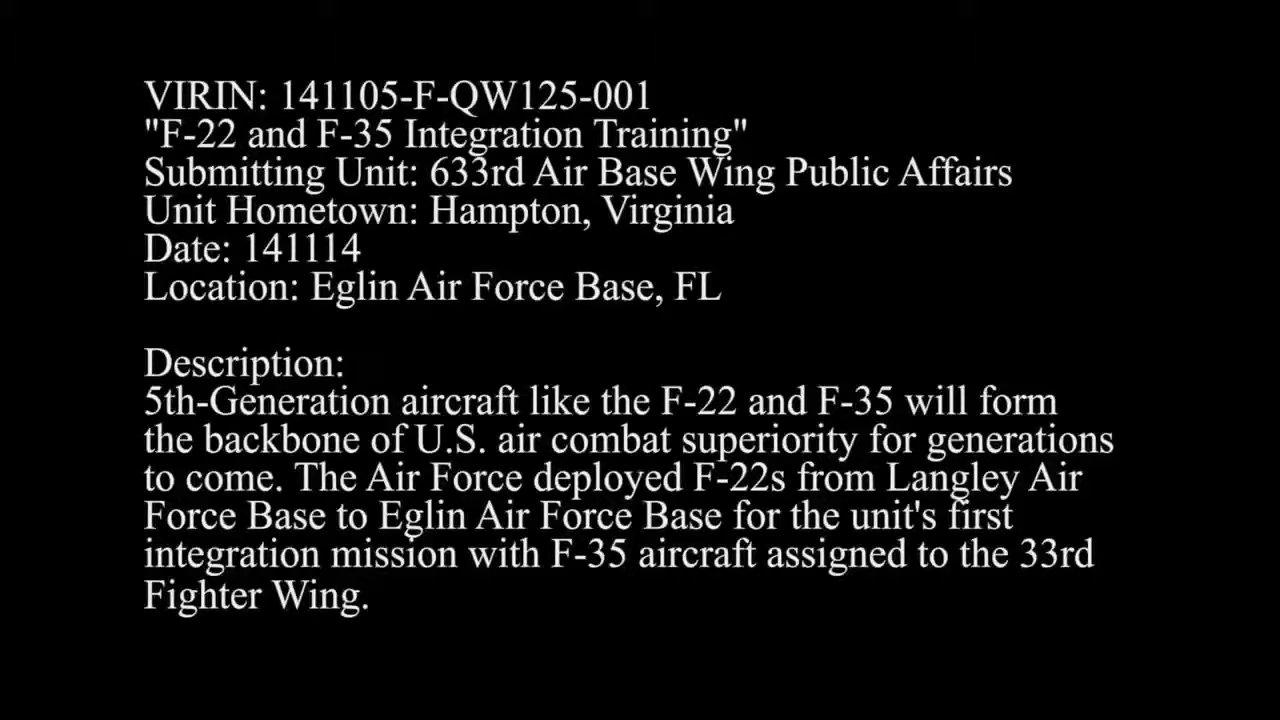 VIRIN: 141105-F-QW125-001
"F-22 and F-35 Integration Training"
Submitting Unit: 633rd Air Base Wing Public Affairs
Unit Hometown: Hampton, Virginia
Date: 141114
Location: Eglin Air Force Base, FL
Description:
5th-Generation aircraft like the F-22 and F-35 will form
the backbone of U.S. air combat superiority for generations
to come. The Air Force deployed F-22s from Langley Air
Force Base to Eglin Air Force Base for the unit's first
integration mission with F-35 aircraft assigned to the 33rd
Fighter Wing.